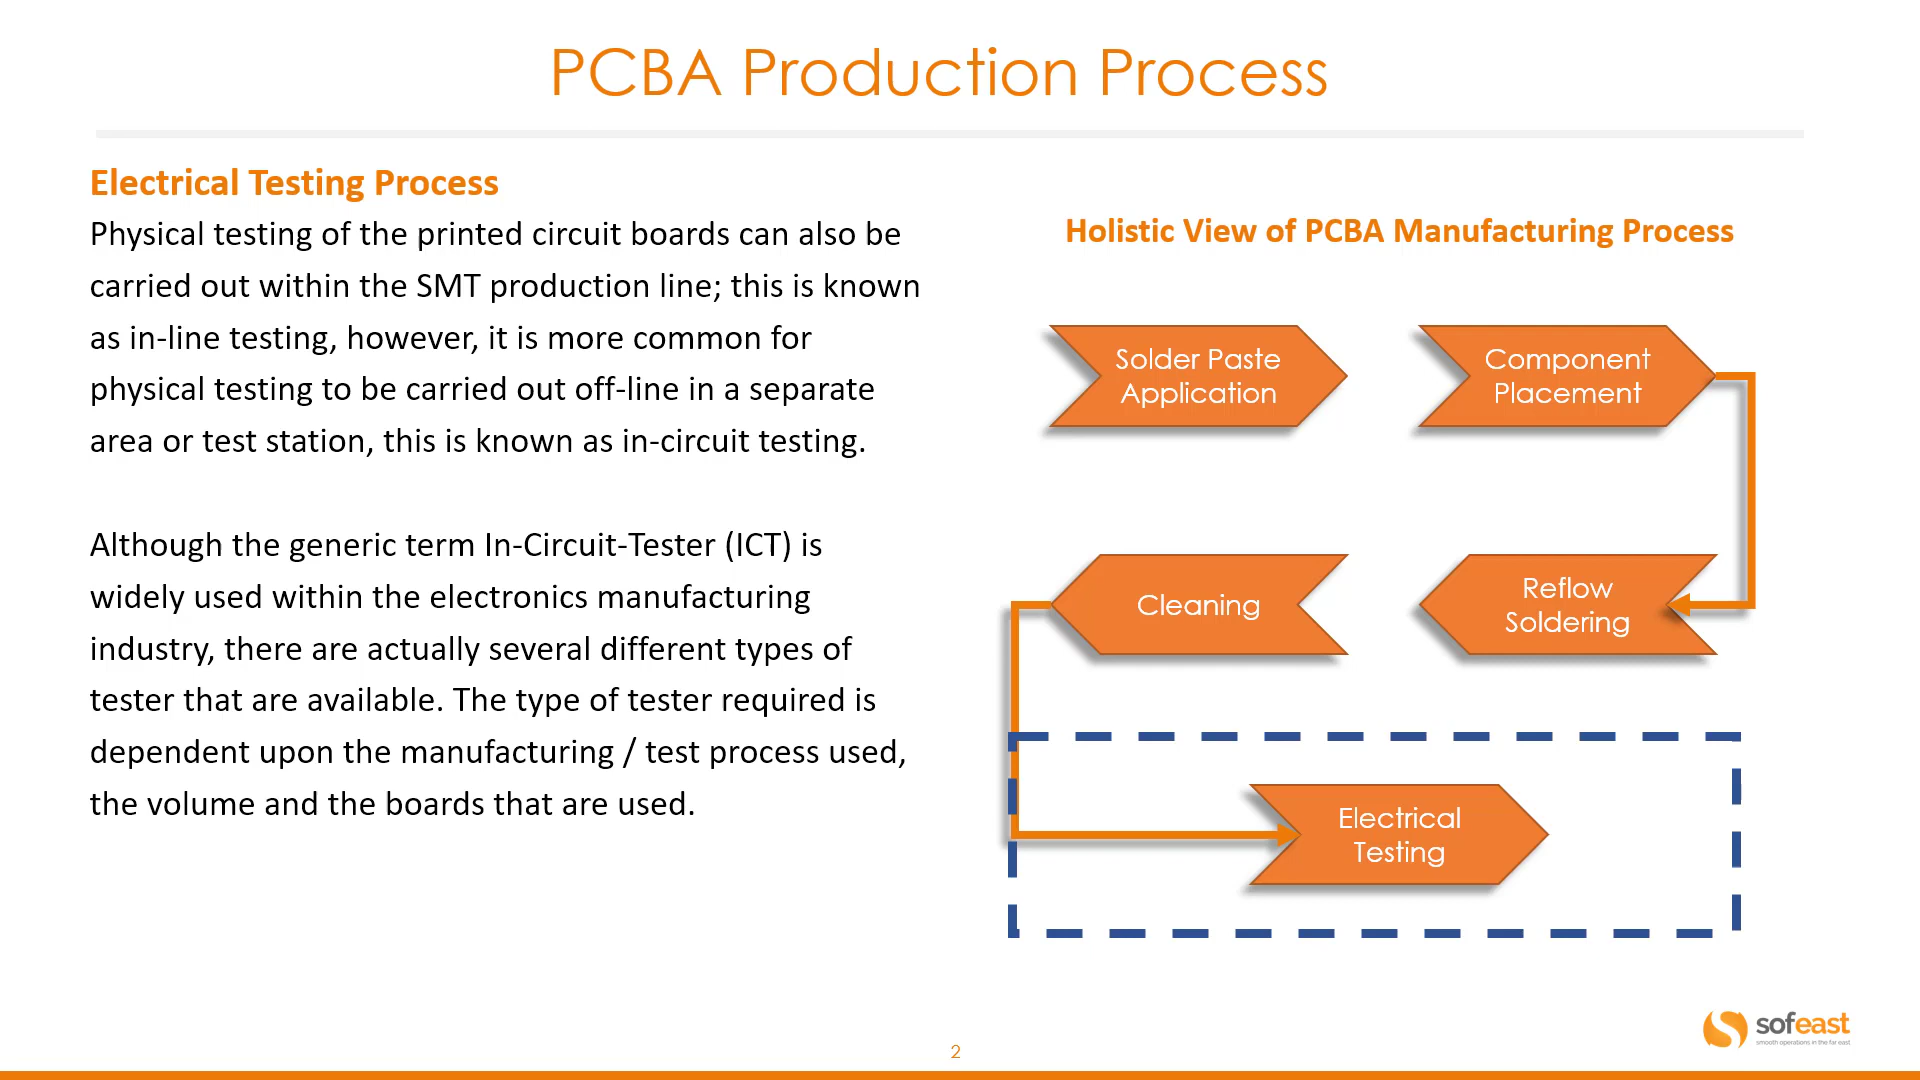 PCBA Production Process
Electrical Testing Process
Physical testing of the printed circuit boards can also be
carried out within the SMT production line; this is known
as in-line testing, however, it is more common for
physical testing to be carried out off-line in a separate
area or test station, this is known as in-circuit testing.
Although the generic term In-Circuit-Tester (ICT) is
widely used within the electronics manufacturing
industry, there are actually several different types of
tester that are available. The type of tester required is
dependent upon the manufacturing / test process used,
the volume and the boards that are used.
Holistic View of PCBA Manufacturing Process
Solder Paste
Application
Component
Placement
Reflow
Soldering
Cleaning
Electrical
Testing
sofeast
smooth operations in the far east
2